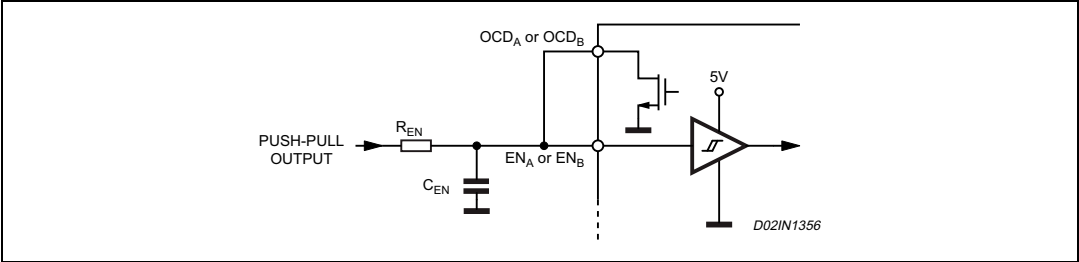 OCDA or OCDB
5V
REN
PUSH-PULL
OUTPUT
ENA or ENB
CEN
D02IN1356